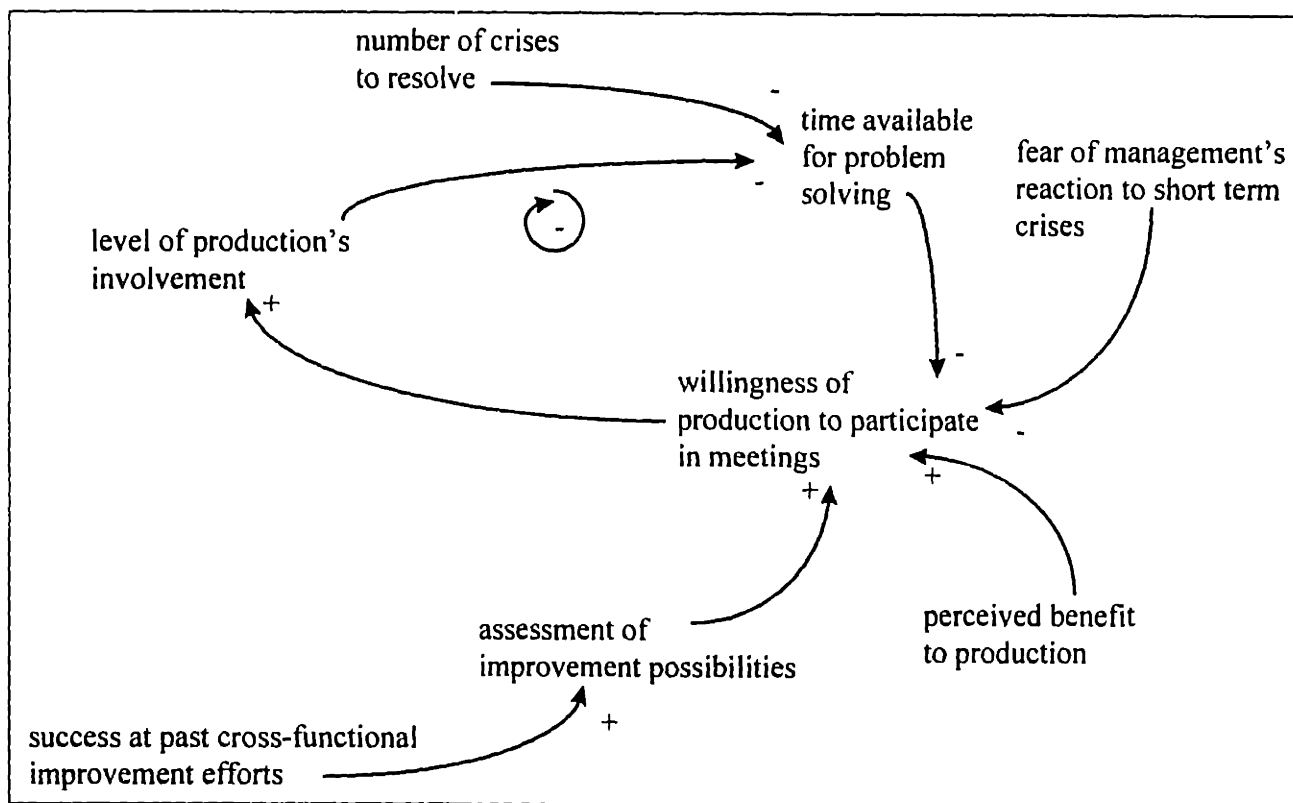 number of crises
to resolve
-
time available
for problem
solving
fear of management's
reaction to short term
crises
-
-
level of production's
involvement
+
-
willingness of
production to participate
in meetings
-
+
+
assessment of
improvement possibilities
perceived benefit
to production
+
success at past cross-functional
improvement efforts